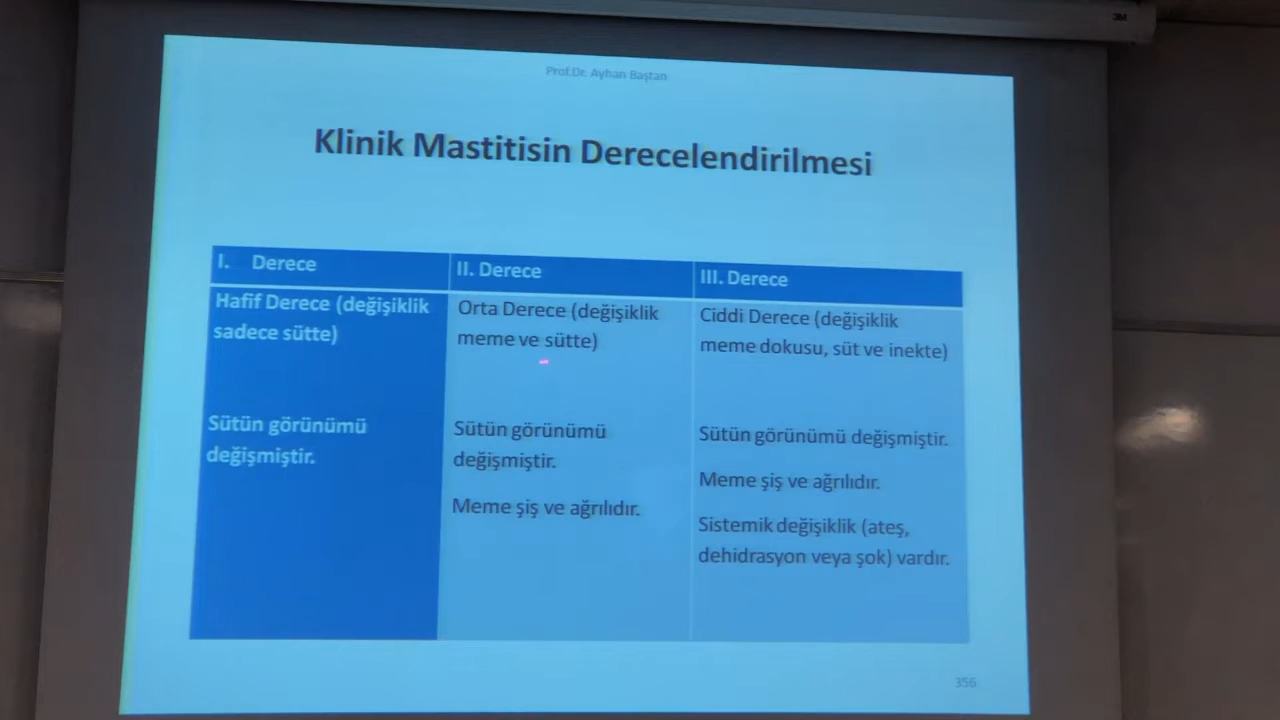 3M
Prof.Dr. Ayhan Baştan
Klinik Mastitisin Derecelendirilmesi
I. Derece
II. Derece
III. Derece
Hafif Derece (değişiklik
sadece sütte)
Orta Derece (değişiklik
meme ve sütte)
Ciddi Derece (değişiklik
meme dokusu, süt ve inekte)
Sütün görünümü
değişmiştir.
Sütün görünümü
değişmiştir.
Meme şiş ve ağrılıdır.
Sütün görünümü değişmiştir.
Meme şiş ve ağrılıdır.
Sistemik değişiklik (ateş,
dehidrasyon veya şok) vardır.
356